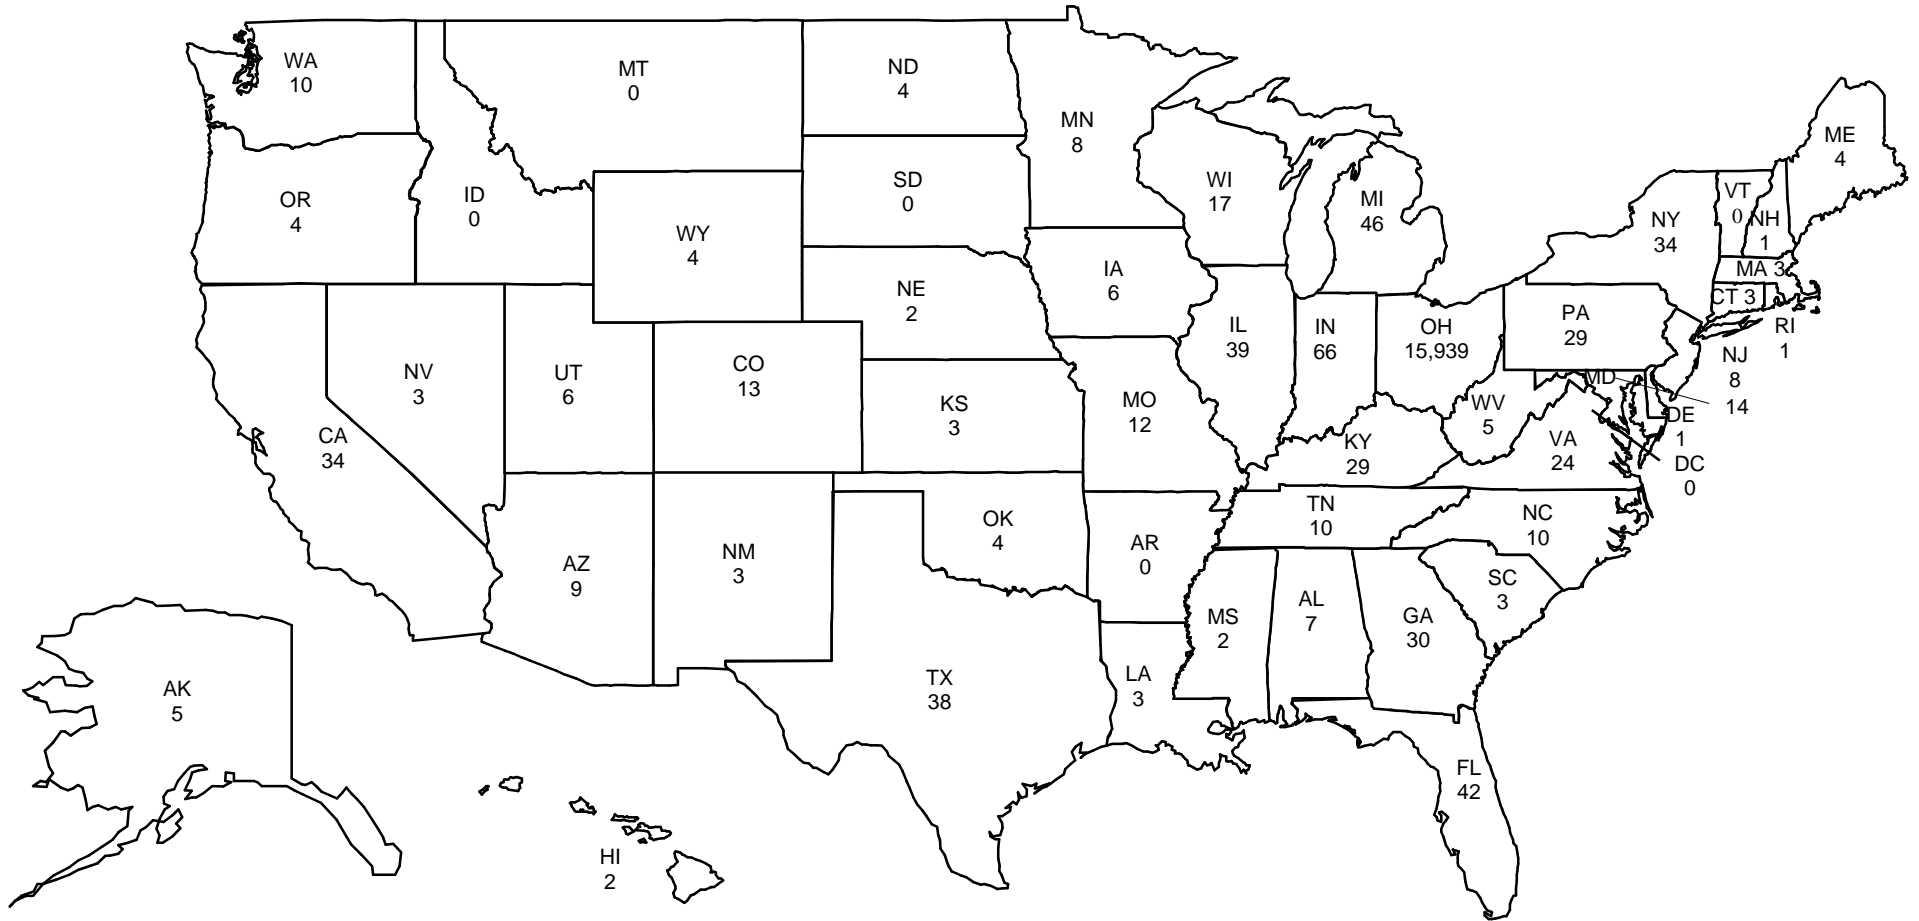 WA
10
MT
0
ND
4
MN
8
ME
4
OR
4
ID
0
SD
0
WI
17
MI
46
VT
0
NH
1
NY
34
WY
4
IA
6
MA 3
NE
2
CT 3
IL
39
IN
66
OH
15,939
PA
29
RI
1
NV
3
UT
6
CO
13
NJ
8
MD
14
CA
34
KS
3
MO
12
WV
5
DE
1
KY
29
VA
24
DC
0
AZ
9
NM
3
OK
4
AR
0
TN
10
NC
10
SC
3
MS
2
AL
7
GA
30
AK
5
TX
38
LA
3
FL
42
HI
2